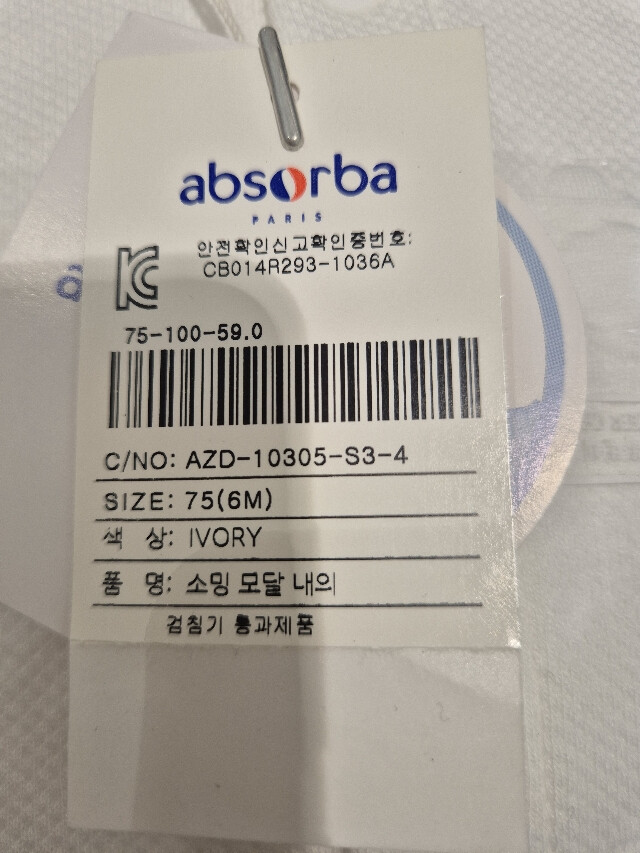 absorba
PARIS
안전확인신고확인증번호:
CB014R293-1036A
75-100-59.0
C/NO: AZD-10305-S3-4
SIZE: 75(6M)
색 상: IVORY
품 명: 소밍 모달 내의
검침기 통과제품